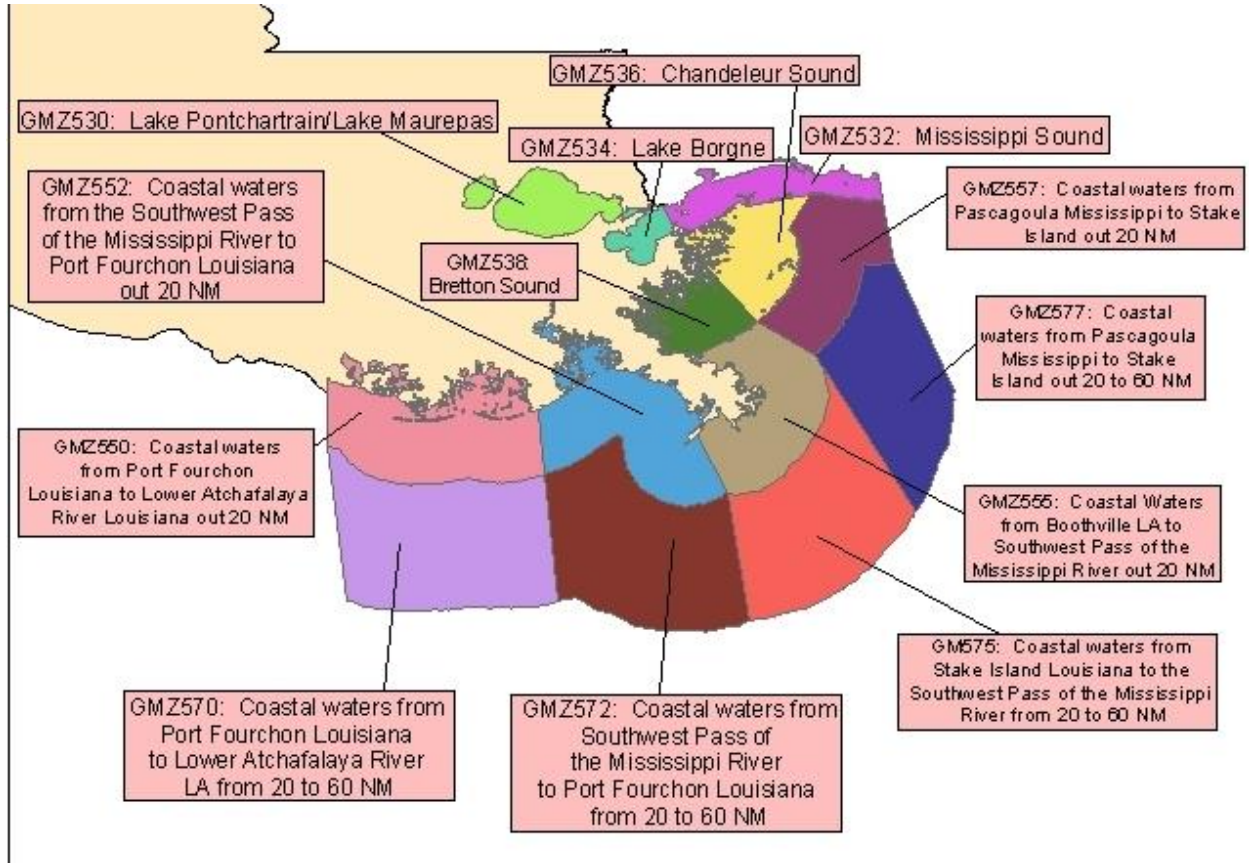 GMZ536: Chandeleur Sound
GMZ530: Lake Pontchartrain/Lake Maurepas
GMZ532: Mississippi Sound
GMZ534: Lake Borgne
GMZ552: Coastal waters
from the Southwest Pass
of the Mississippi River to
Port Fourchon Louisiana
out 20 NM
GMZ557: Coastal waters from
Pascagoula Mississippi to Stake
Island out 20 NM
GMZ538:
Bretton Sound
GMZ577: Coastal
waters from Pascagoula
Mississippi to Stake
Island out 20 to 60 NM
GMZ550: Coastal waters
from Port Fourchon
Louisiana to Lower Atchafalaya
River Louisiana out 20 NM
GMZ555: Coastal Waters
from Boothville LA to
Southwest Pass of the
Mississippi River out 20 NM
GM575: Coastal waters from
Stake Island Louisiana to the
Southwest Pass of the Mississippi
River from 20 to 60 NM
GMZ570: Coastal waters from
Port Fourchon Louisiana
to Lower Atchafalaya River
LA from 20 to 60 NM
GMZ572: Coastal waters from
Southwest Pass of
the Mississippi River
to Port Fourchon Louisiana
from 20 to 60 NM